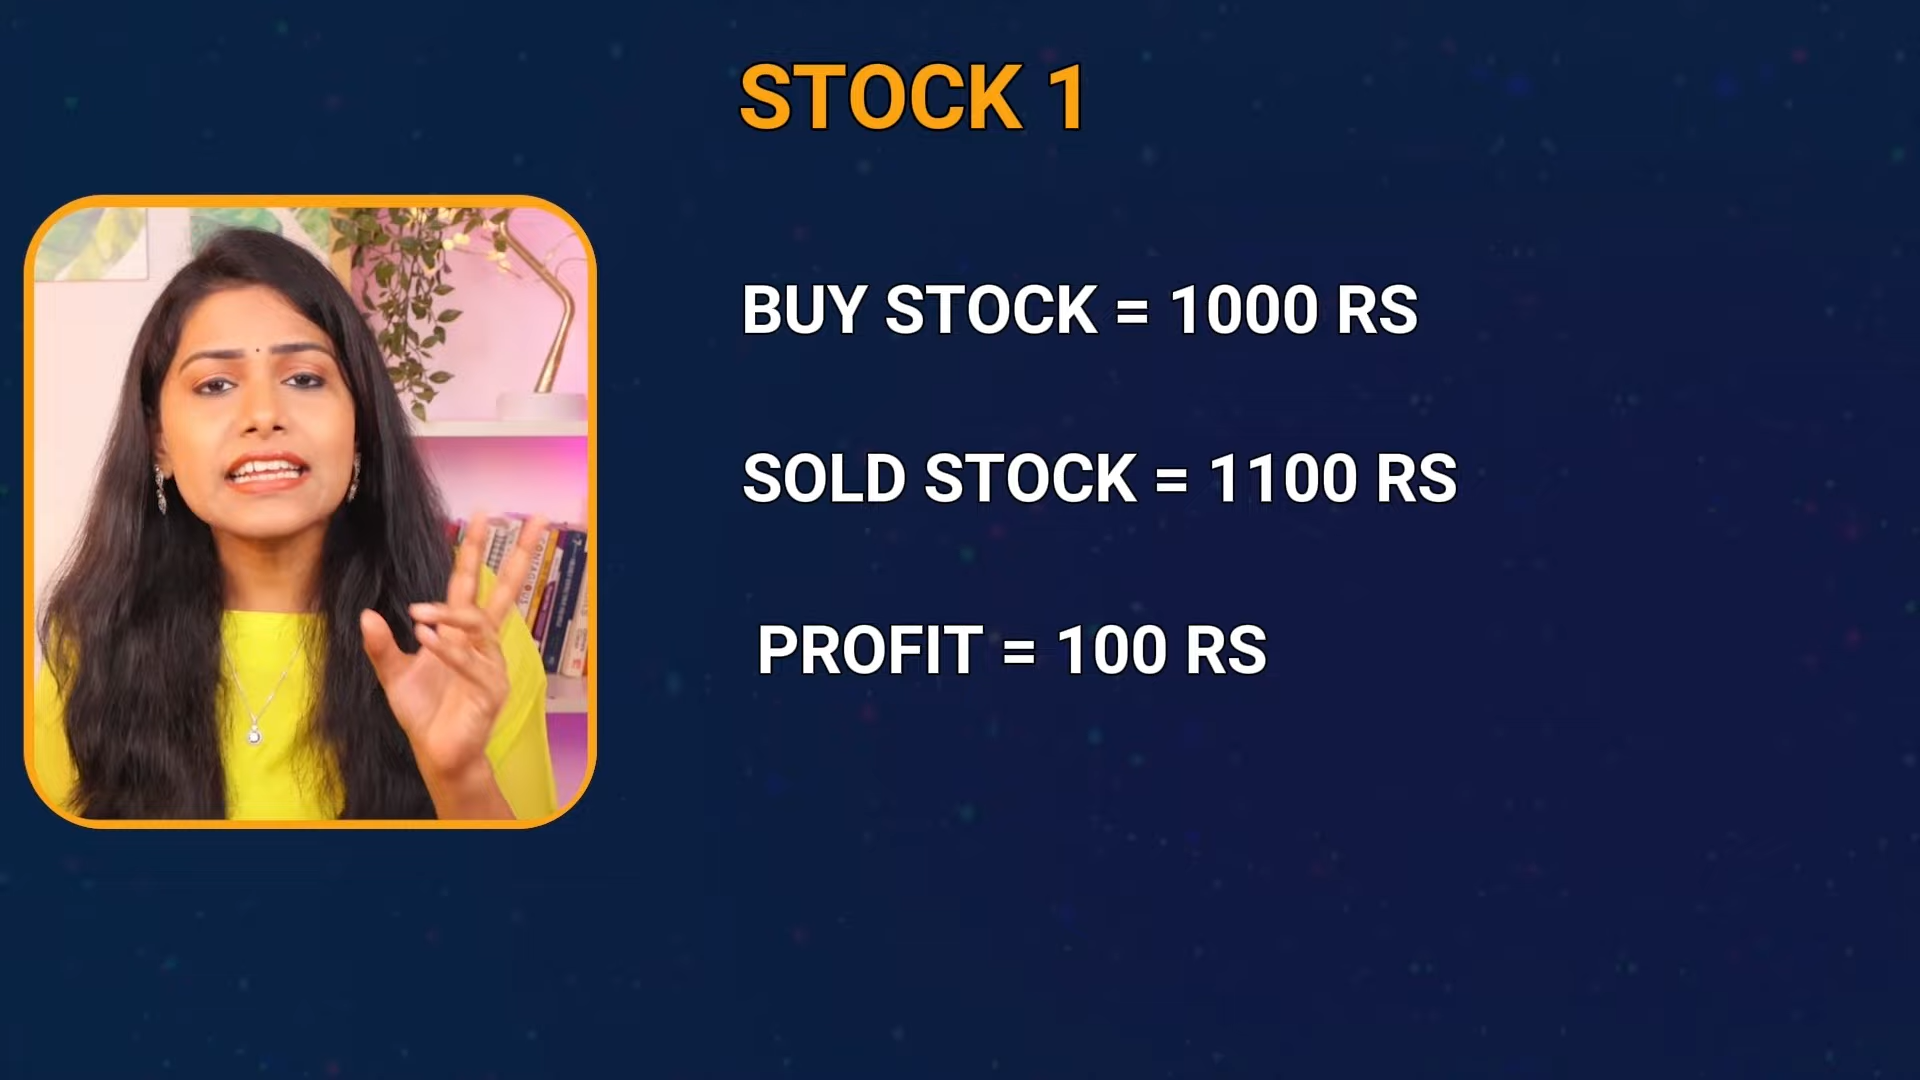 STOCK 1
BUY STOCK = 1000 RS
SOLD STOCK = 1100 RS
PROFIT = 100 RS